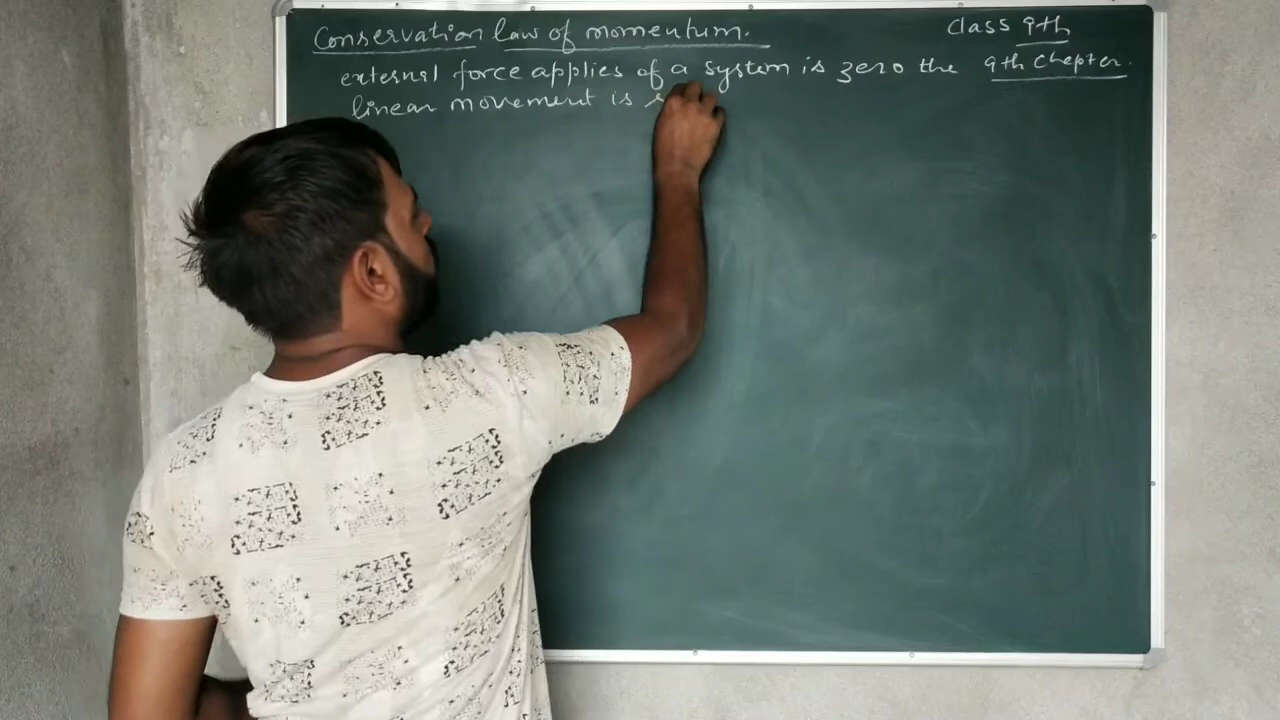 Conservation law of momentum.
Class 9th
external force applies of a system is zero the
9th Chepter.
linear movement is